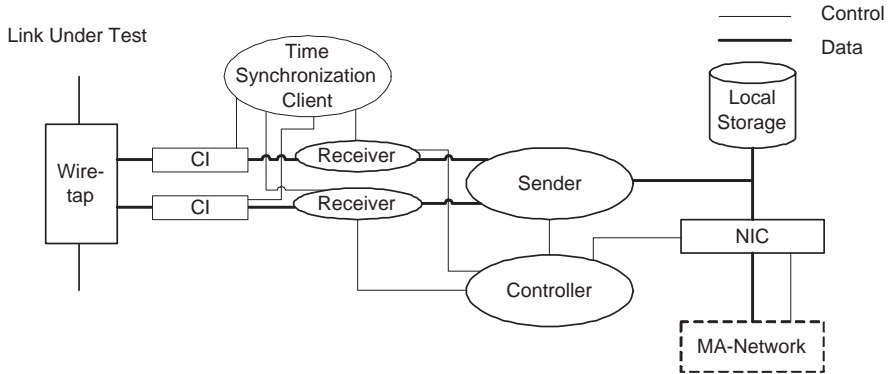 Control
Data
Link Under Test
Time
Synchronization
Client
Local
Storage
Wire-
tap
CI
Receiver
Sender
CI
Receiver
NIC
Controller
MA-Network